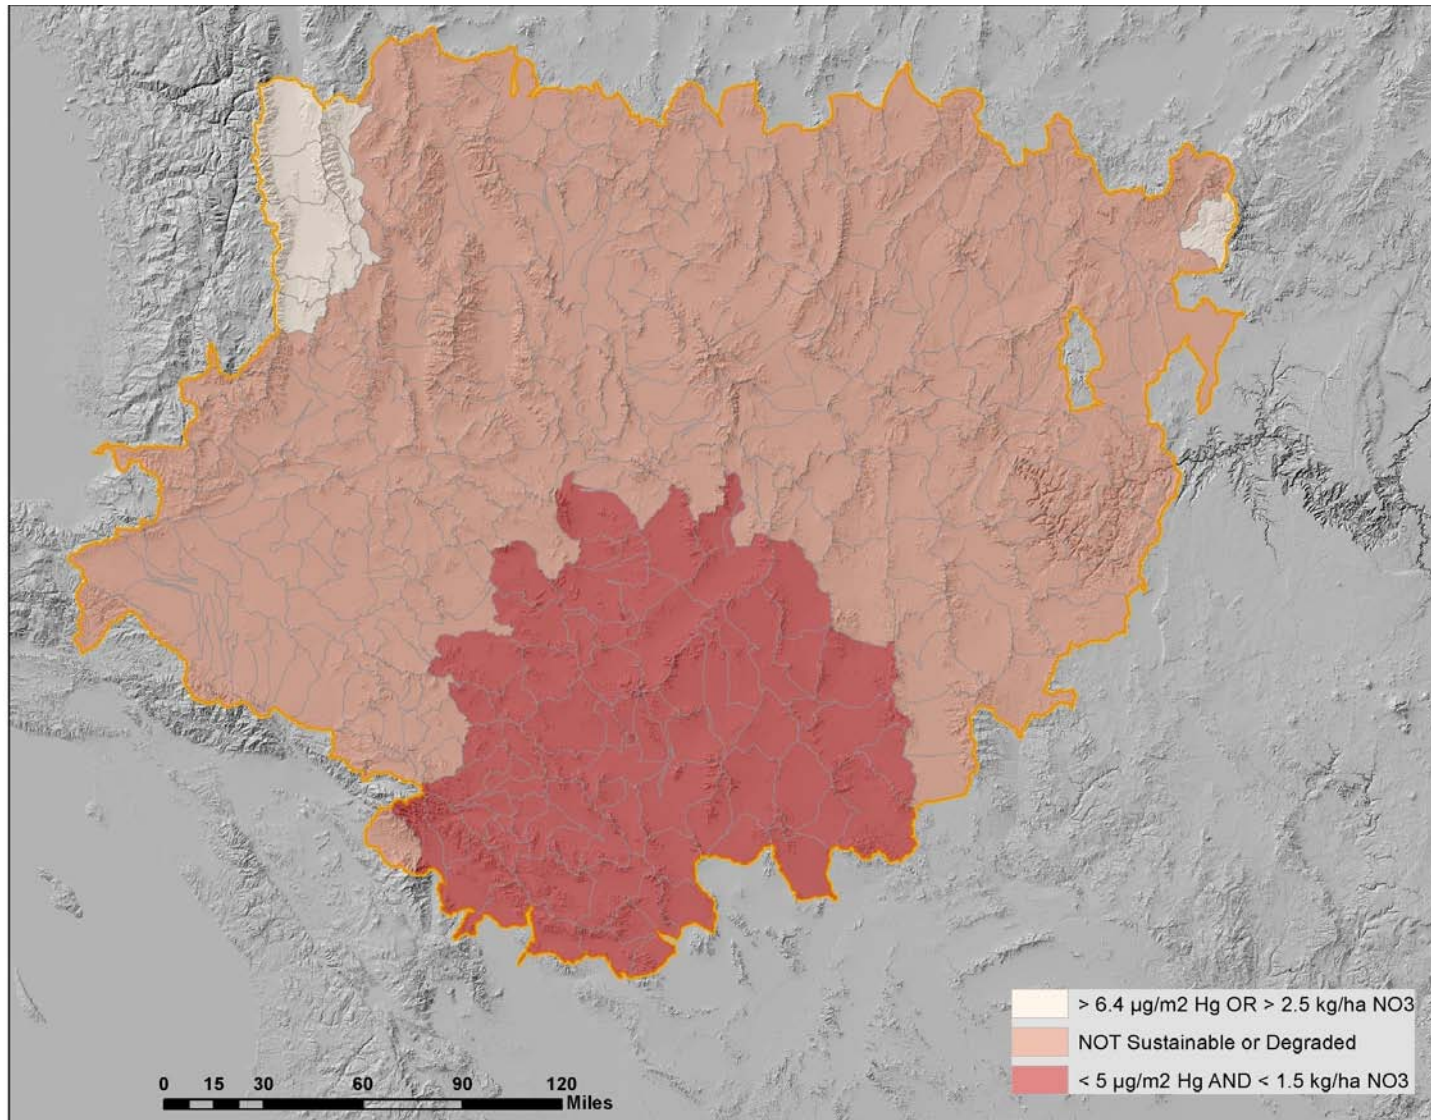 > 6.4 µg/m2 Hg OR > 2.5 kg/ha NO3
NOT Sustainable or Degraded
< 5 µg/m2 Hg AND < 1.5 kg/ha NO3
0 15 30 60 90 120
Miles